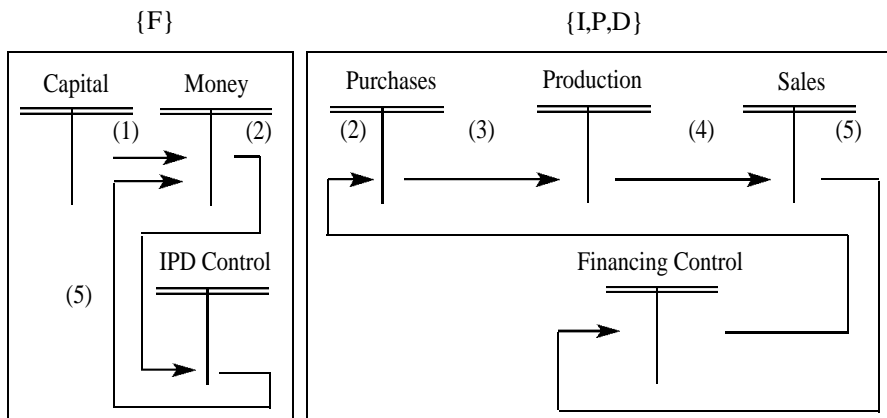 {F}
{I,P,D}
Capital Money
Purchases Production Sales
(1) (2)
(2) (3) (4) (5)
IPD Control
(5)
Financing Control